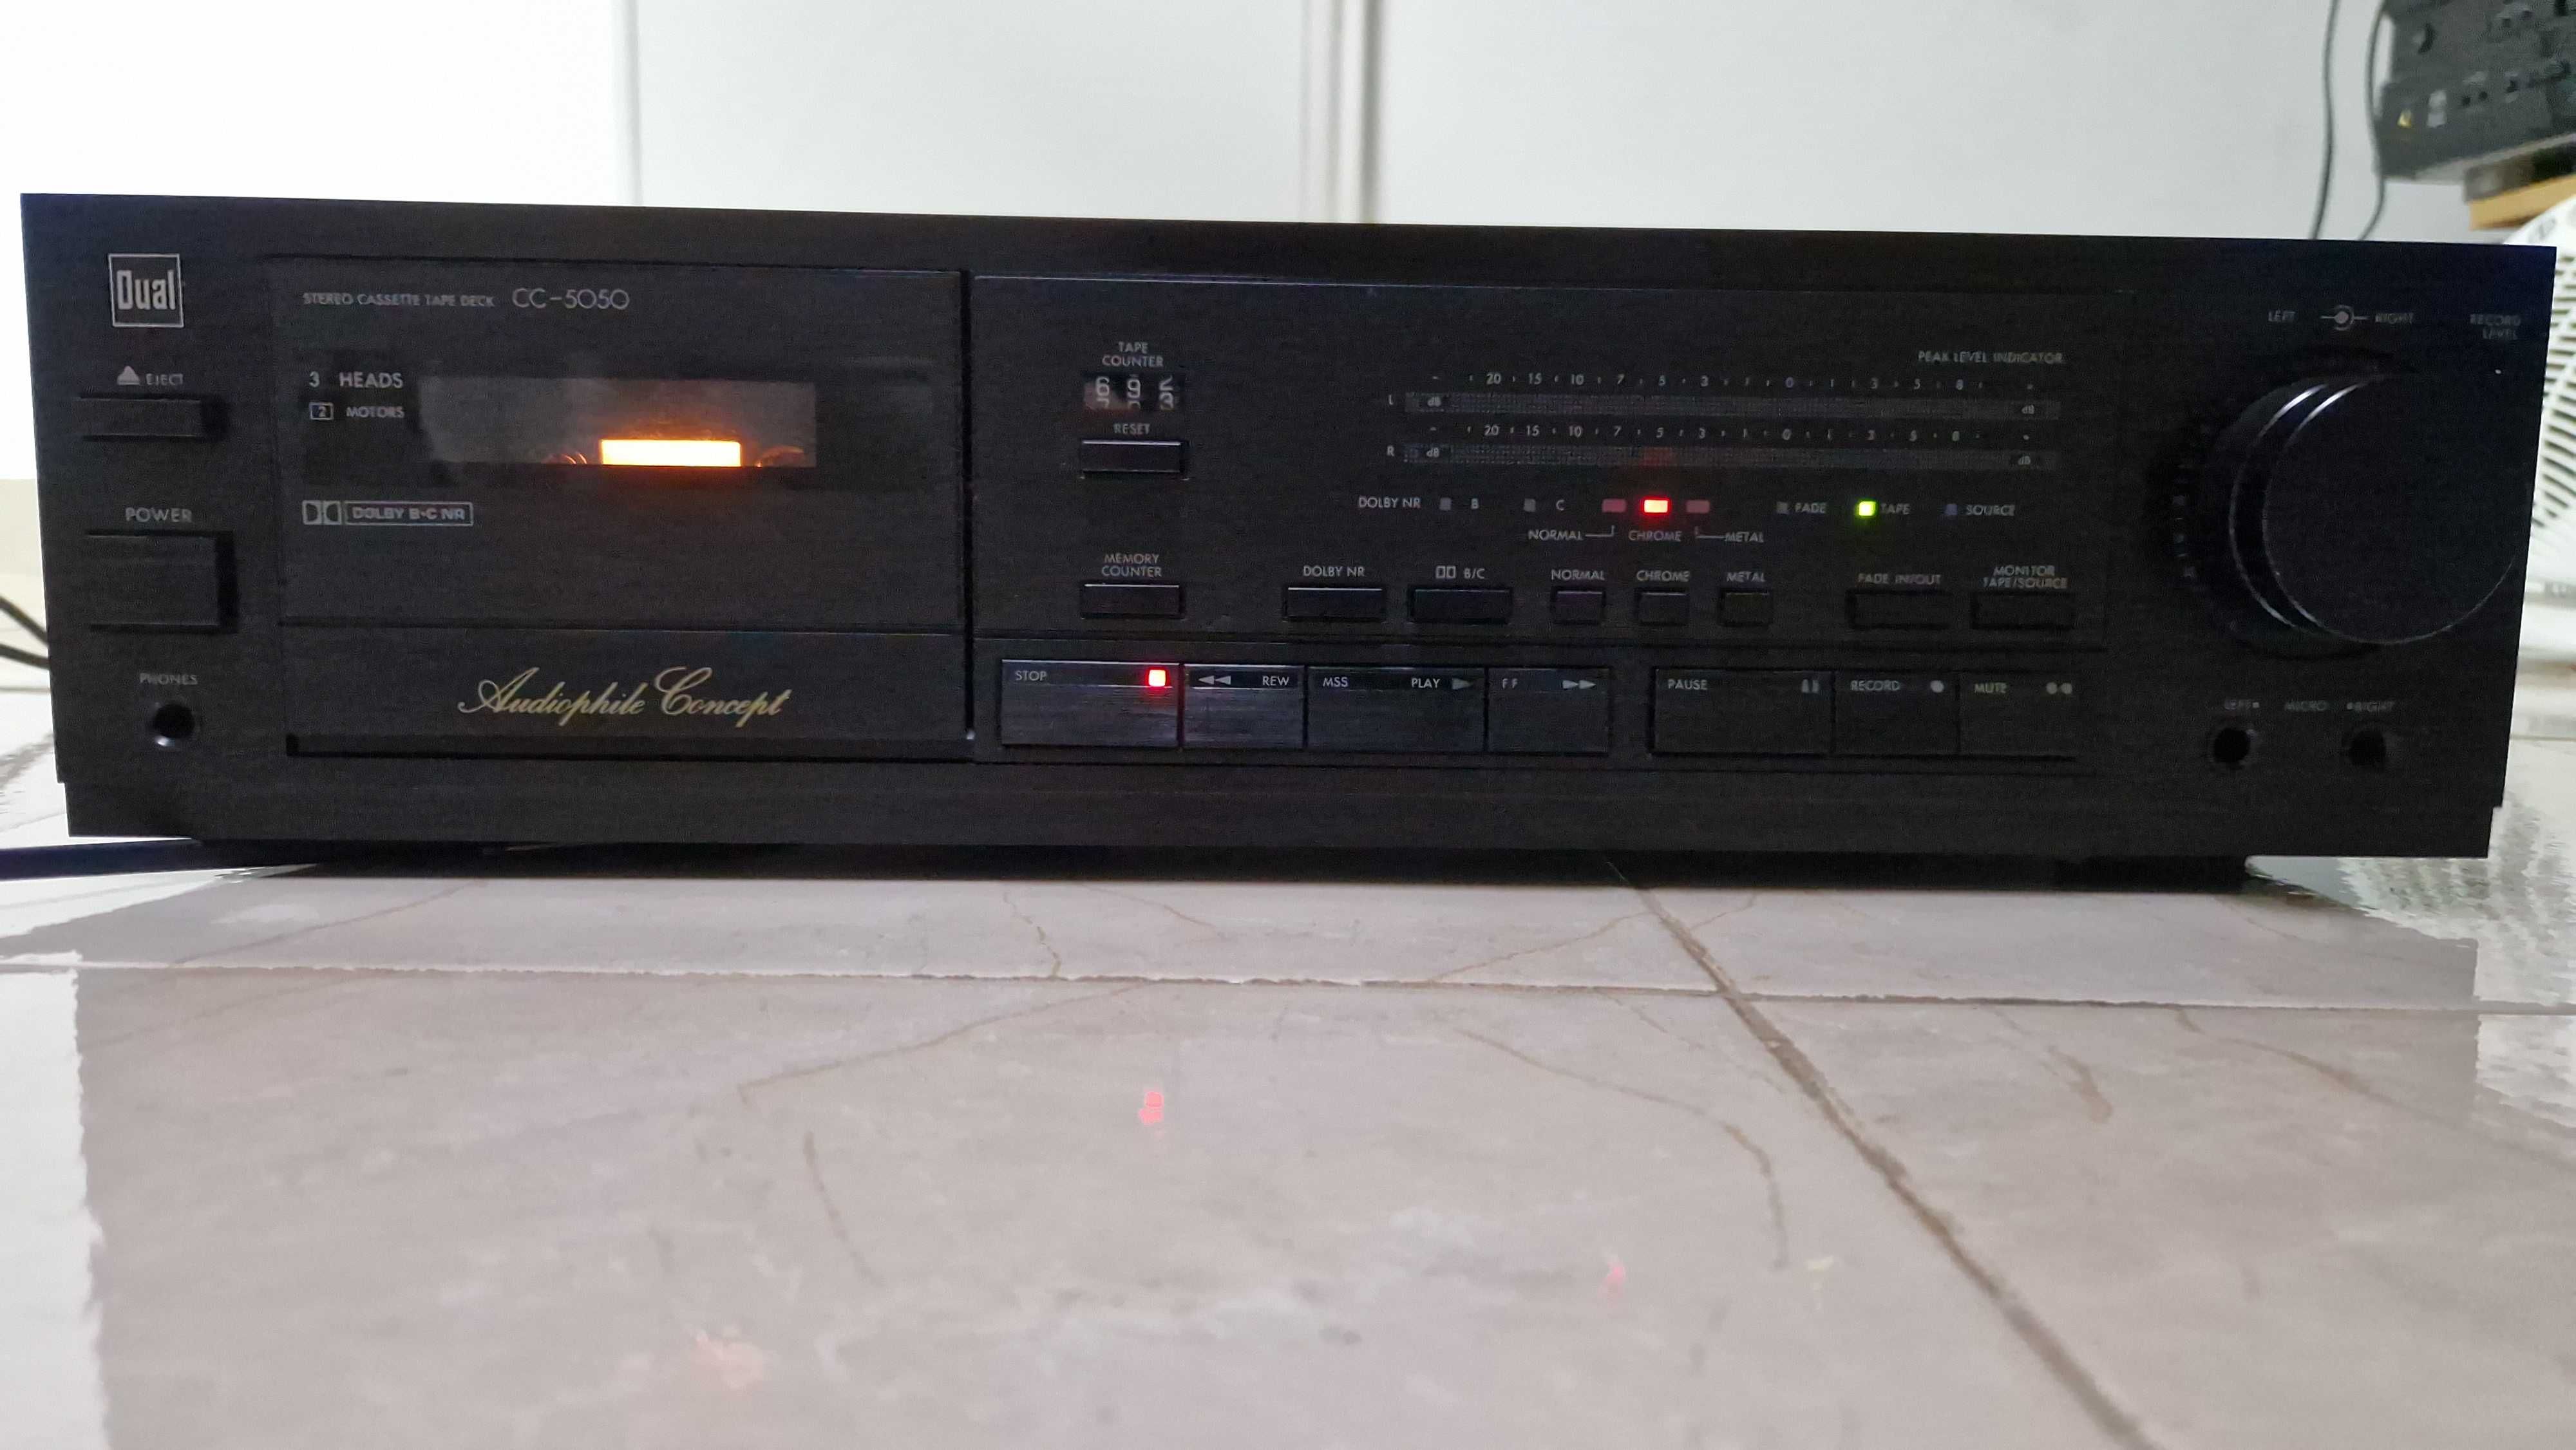 Dual
STEREO CASSETTE TAPE DECK CC-5050
EJECT
3 HEADS
2 MOTORS
DOLBY B·C NR
POWER
PHONES
Audiophile Concept
TAPE
COUNTER
6 9
RESET
MEMORY
COUNTER
PEAK LEVEL INDICATOR
- 20 15 10 7 5 3 1 0 1 3 5 8 +
L dB dB
- 20 15 10 7 5 3 1 0 1 3 5 8 +
R dB dB
DOLBY NR B C FADE TAPE SOURCE
NORMAL CHROME METAL
DOLBY NR B/C NORMAL CHROME METAL FADE IN/OUT MONITOR
TAPE/SOURCE
STOP REW MSS PLAY FF PAUSE RECORD MUTE
LEFT RIGHT
RECORD
LEVEL
LEFT MICRO RIGHT